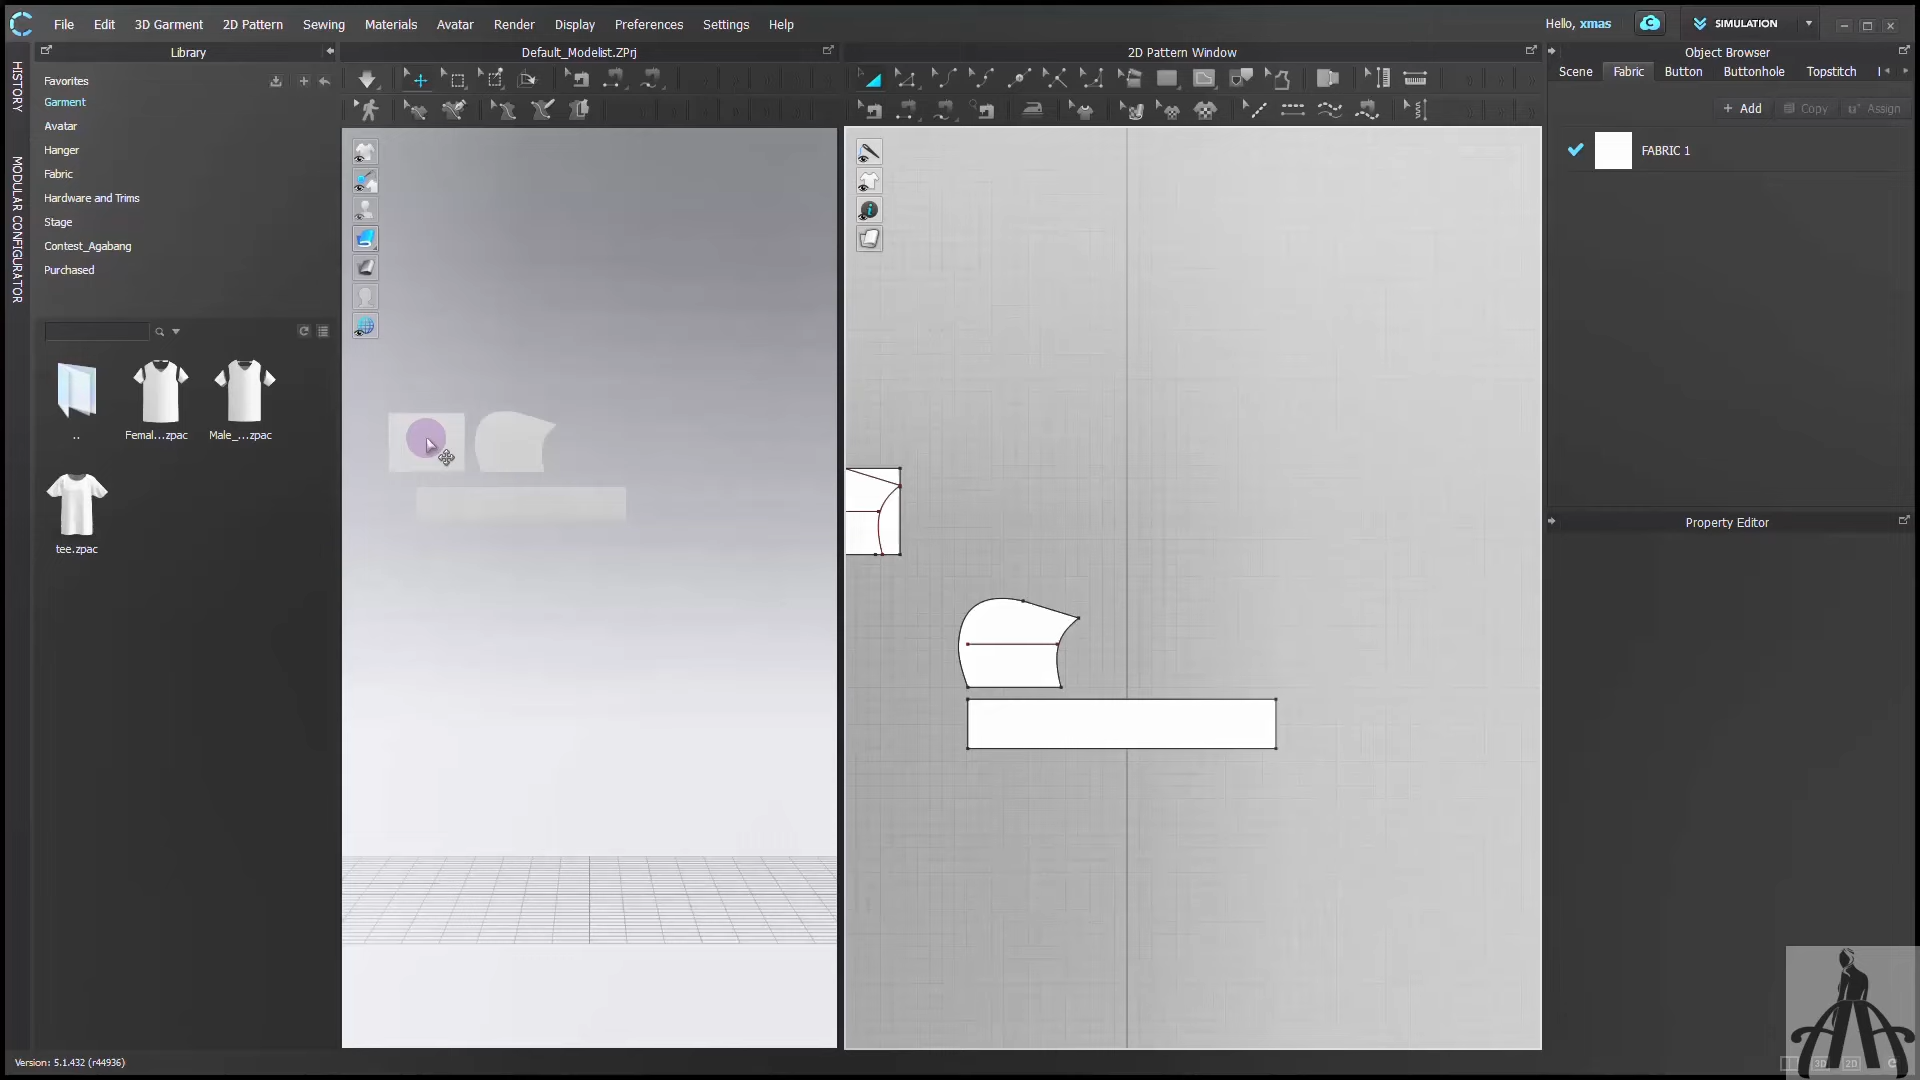 File Edit 3D Garment 2D Pattern Sewing Materials Avatar Render Display Preferences Settings Help
Hello, xmas
SIMULATION
Library
Default_Modelist.ZPrj
2D Pattern Window
Object Browser
HISTORY
MODULAR CONFIGURATOR
Favorites
Garment
Avatar
Hanger
Fabric
Hardware and Trims
Stage
Contest_Agabang
Purchased
..
Femal...zpac
Male_...zpac
tee.zpac
Scene Fabric Button Buttonhole Topstitch
+ Add Copy Assign
FABRIC 1
Property Editor
Version: 5.1.432 (r44936)
3D 2D